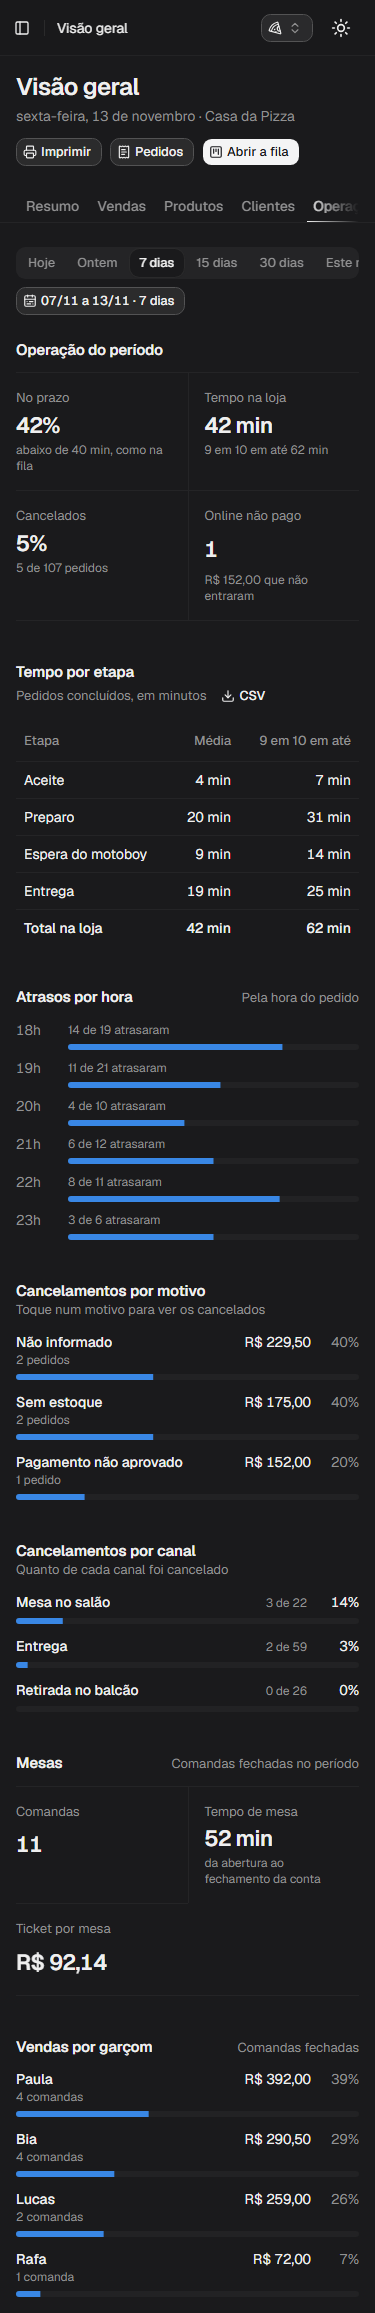 Visão geral
Visão geral
sexta-feira, 13 de novembro · Casa da Pizza
Imprimir Pedidos Abrir a fila
Resumo Vendas Produtos Clientes Opera
Hoje Ontem 7 dias 15 dias 30 dias Este
07/11 a 13/11 · 7 dias
Operação do período
No prazo
42%
abaixo de 40 min, como na
fila
Tempo na loja
42 min
9 em 10 em até 62 min
Cancelados
5%
5 de 107 pedidos
Online não pago
1
R$ 152,00 que não
entraram
Tempo por etapa
Pedidos concluídos, em minutos CSV
Etapa Média 9 em 10 em até
Aceite 4 min 7 min
Preparo 20 min 31 min
Espera do motoboy 9 min 14 min
Entrega 19 min 25 min
Total na loja 42 min 62 min
Atrasos por hora Pela hora do pedido
18h 14 de 19 atrasaram
19h 11 de 21 atrasaram
20h 4 de 10 atrasaram
21h 6 de 12 atrasaram
22h 8 de 11 atrasaram
23h 3 de 6 atrasaram
Cancelamentos por motivo
Toque num motivo para ver os cancelados
Não informado R$ 229,50 40%
2 pedidos
Sem estoque R$ 175,00 40%
2 pedidos
Pagamento não aprovado R$ 152,00 20%
1 pedido
Cancelamentos por canal
Quanto de cada canal foi cancelado
Mesa no salão 3 de 22 14%
Entrega 2 de 59 3%
Retirada no balcão 0 de 26 0%
Mesas Comandas fechadas no período
Comandas
11
Tempo de mesa
52 min
da abertura ao
fechamento da conta
Ticket por mesa
R$ 92,14
Vendas por garçom Comandas fechadas
Paula R$ 392,00 39%
4 comandas
Bia R$ 290,50 29%
4 comandas
Lucas R$ 259,00 26%
2 comandas
Rafa R$ 72,00 7%
1 comanda